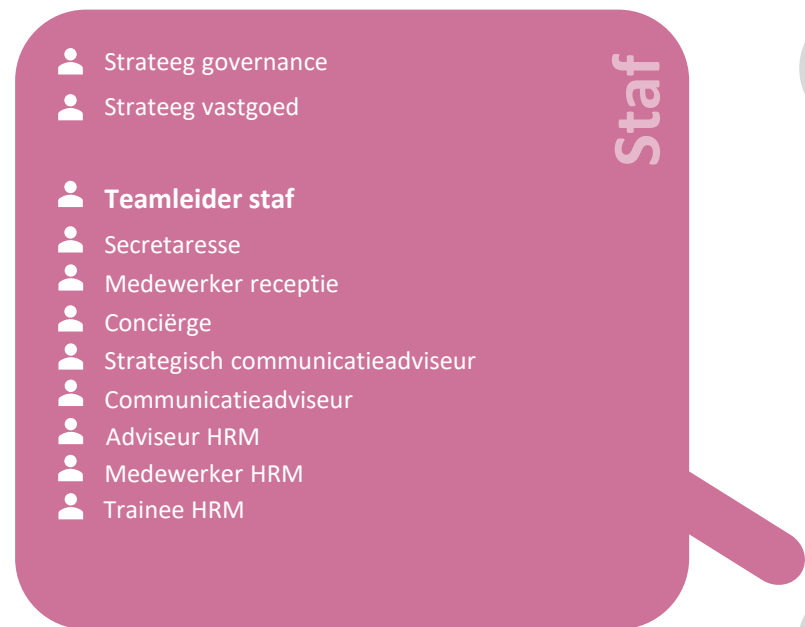 Staf
Strateeg governance
Strateeg vastgoed
Teamleider staf
Secretaresse
Medewerker receptie
Conciërge
Strategisch communicatieadviseur
Communicatieadviseur
Adviseur HRM
Medewerker HRM
Trainee HRM